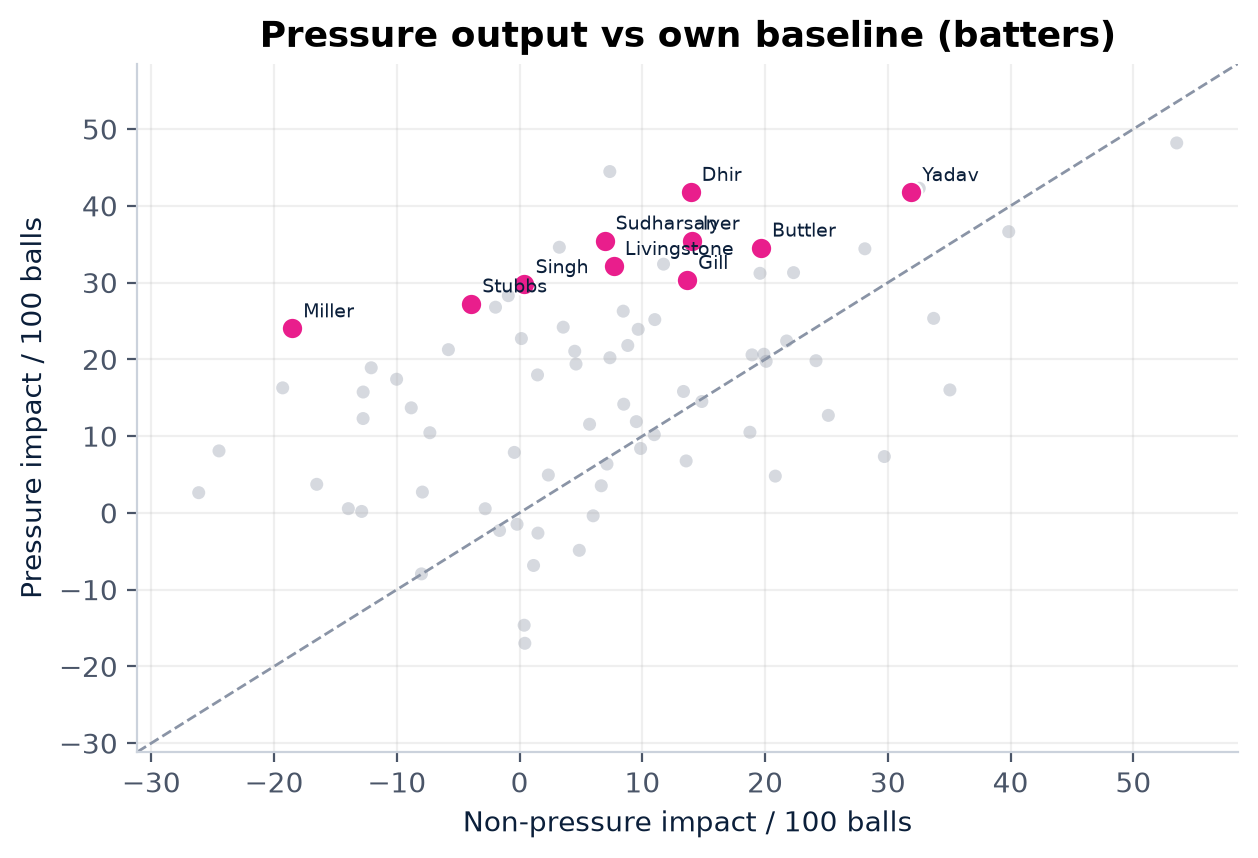 Pressure output vs own baseline (batters)
Pressure impact / 100 balls
50
40
30
20
10
0
−10
−20
−30
Dhir
Yadav
Sudharsan
Iyer
Buttler
Livingstone
Gill
Singh
Stubbs
Miller
−30 −20 −10 0 10 20 30 40 50
Non-pressure impact / 100 balls